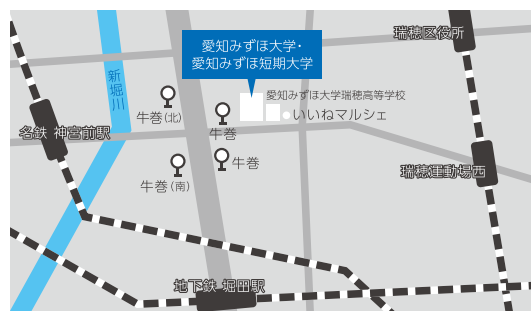 愛知みずほ大学・
愛知みずほ短期大学
瑞穂区役所
新堀川
愛知みずほ大学瑞穂高等学校
いいねマルシェ
牛巻(北)
牛巻
名鉄 神宮前駅
牛巻(南)
牛巻
瑞穂運動場西
地下鉄 堀田駅